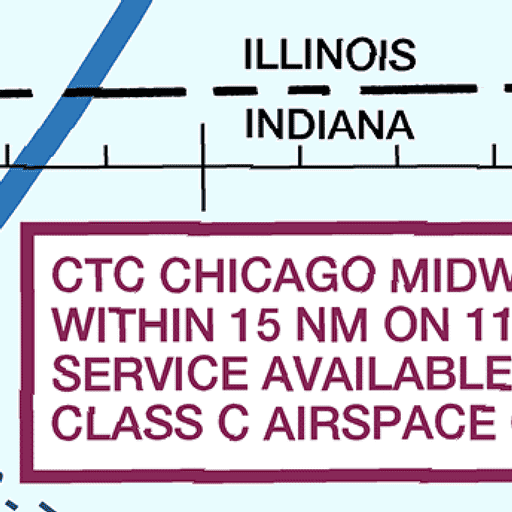 ILLINOIS
INDIANA
CTC CHICAGO MIDW
WITHIN 15 NM ON 11
SERVICE AVAILABLE
CLASS C AIRSPACE